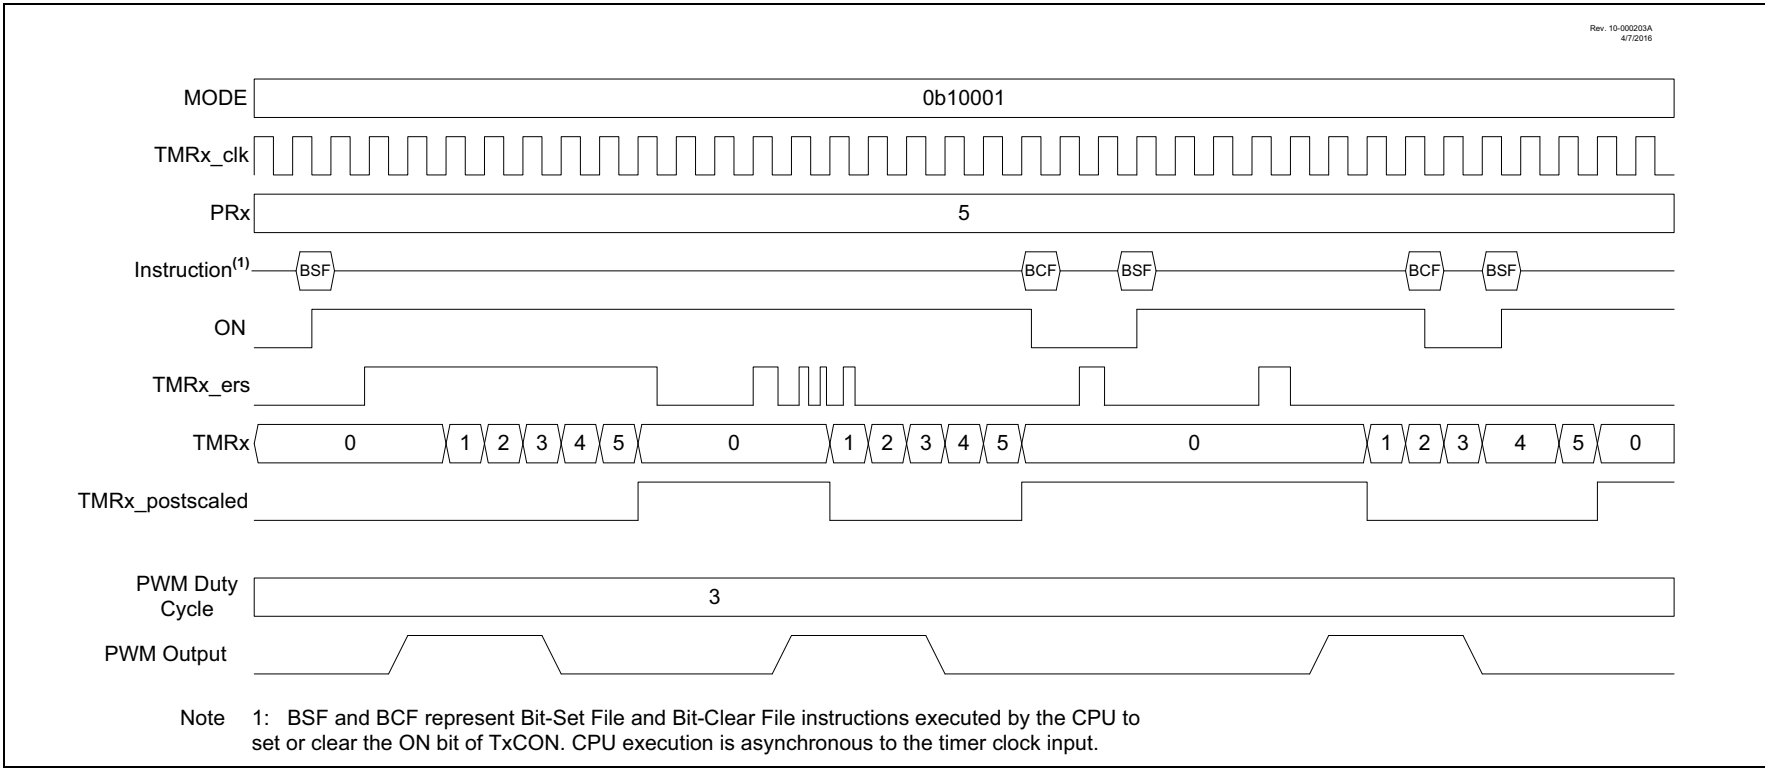 Rev. 10-000203A
4/7/2016
MODE 0b10001
TMRx_clk
PRx 5
Instruction(1) BSF BCF BSF BCF BSF
ON
TMRx_ers
TMRx 0 1 2 3 4 5 0 1 2 3 4 5 0 1 2 3 4 5 0
TMRx_postscaled
PWM Duty
Cycle 3
PWM Output
Note 1: BSF and BCF represent Bit-Set File and Bit-Clear File instructions executed by the CPU to
set or clear the ON bit of TxCON. CPU execution is asynchronous to the timer clock input.